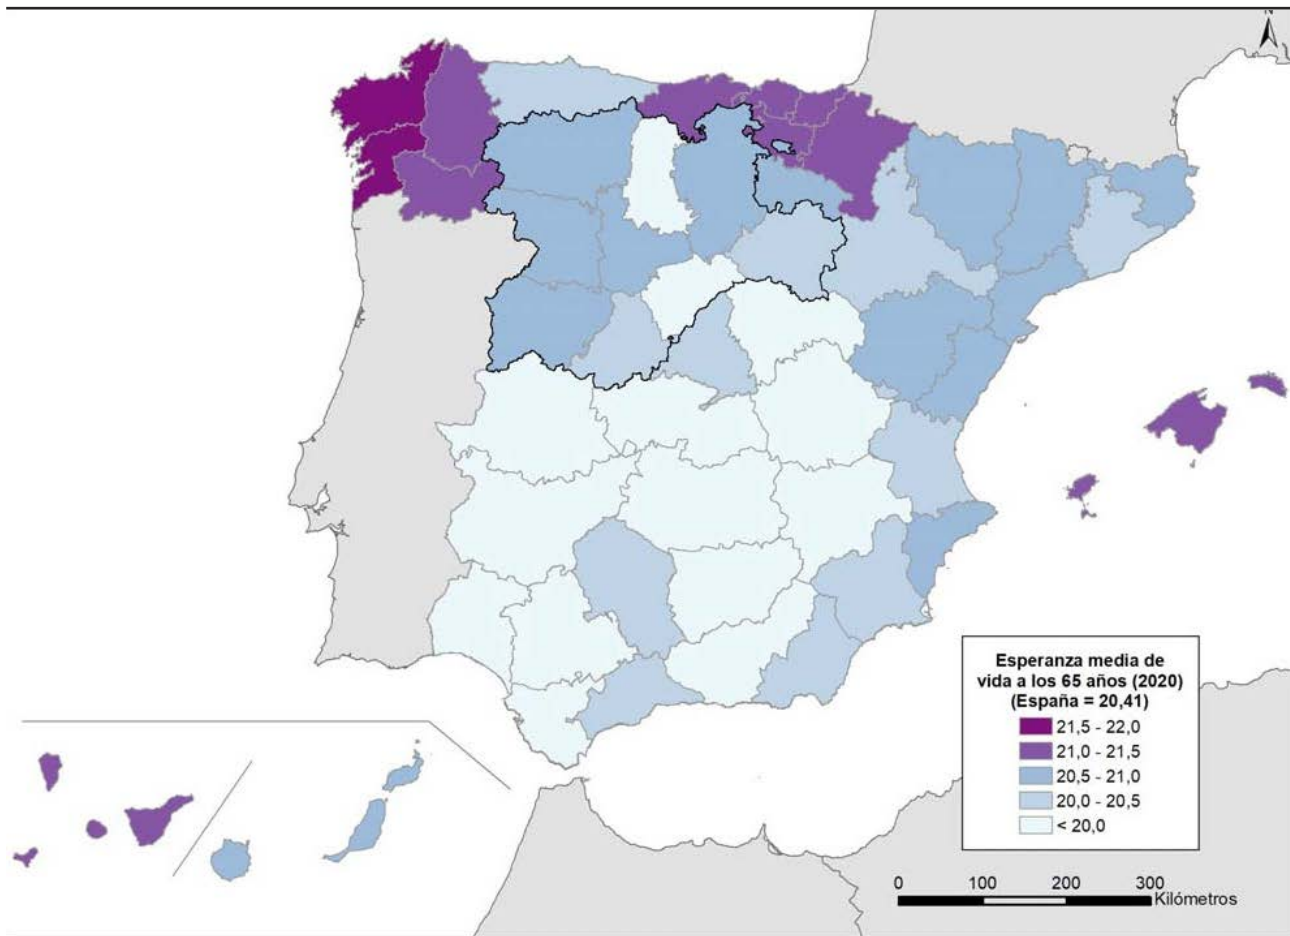 N
Esperanza media de
vida a los 65 años (2020)
(España = 20,41)
21,5 - 22,0
21,0 - 21,5
20,5 - 21,0
20,0 - 20,5
< 20,0
0 100 200 300
Kilómetros